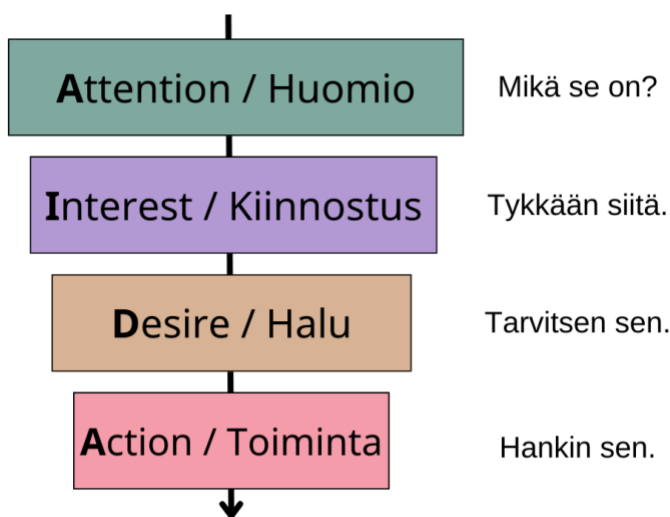 Attention / Huomio
Mikä se on?
Interest / Kiinnostus
Tykkään siitä.
Desire / Halu
Tarvitsen sen.
Action / Toiminta
Hankin sen.